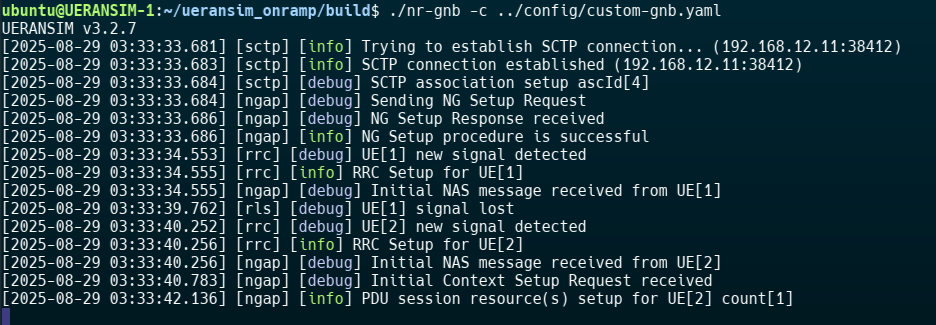 ubuntu@UERANSIM-1:~/ueransim_onramp/build$ ./nr-gnb -c ../config/custom-gnb.yaml
UERANSIM v3.2.7
[2025-08-29 03:33:33.681] [sctp] [info] Trying to establish SCTP connection... (192.168.12.11:38412)
[2025-08-29 03:33:33.683] [sctp] [info] SCTP connection established (192.168.12.11:38412)
[2025-08-29 03:33:33.684] [sctp] [debug] SCTP association setup ascId[4]
[2025-08-29 03:33:33.684] [ngap] [debug] Sending NG Setup Request
[2025-08-29 03:33:33.686] [ngap] [debug] NG Setup Response received
[2025-08-29 03:33:33.686] [ngap] [info] NG Setup procedure is successful
[2025-08-29 03:33:34.553] [rrc] [debug] UE[1] new signal detected
[2025-08-29 03:33:34.555] [rrc] [info] RRC Setup for UE[1]
[2025-08-29 03:33:34.555] [ngap] [debug] Initial NAS message received from UE[1]
[2025-08-29 03:33:39.762] [rls] [debug] UE[1] signal lost
[2025-08-29 03:33:40.252] [rrc] [debug] UE[2] new signal detected
[2025-08-29 03:33:40.256] [rrc] [info] RRC Setup for UE[2]
[2025-08-29 03:33:40.256] [ngap] [debug] Initial NAS message received from UE[2]
[2025-08-29 03:33:40.783] [ngap] [debug] Initial Context Setup Request received
[2025-08-29 03:33:42.136] [ngap] [info] PDU session resource(s) setup for UE[2] count[1]